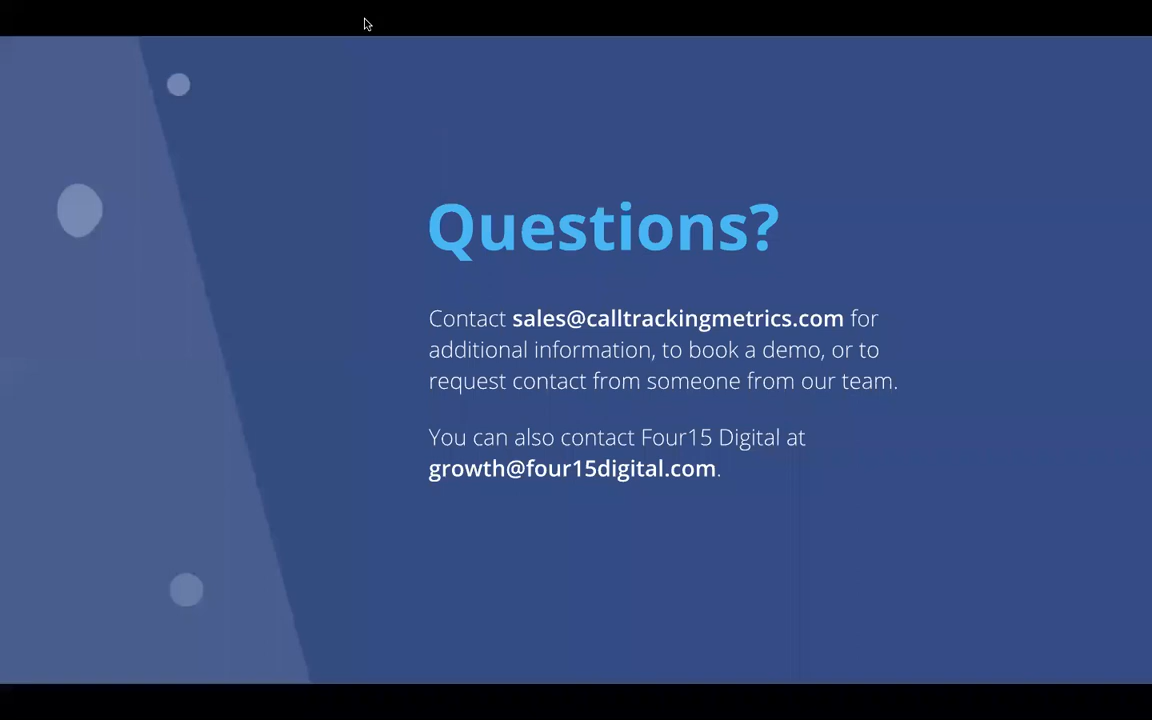 Questions?
Contact sales@calltrackingmetrics.com for
additional information, to book a demo, or to
request contact from someone from our team.
You can also contact Four15 Digital at
growth@four15digital.com.